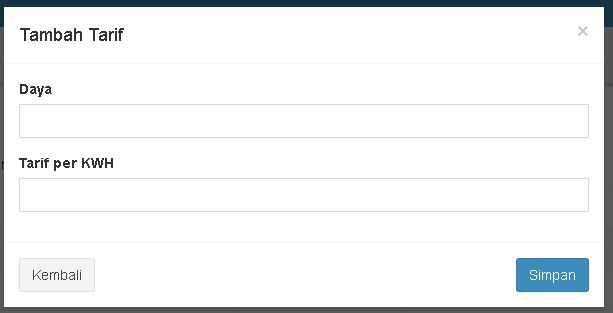 Tambah Tarif
×
Daya
Tarif per KWH
Kembali
Simpan